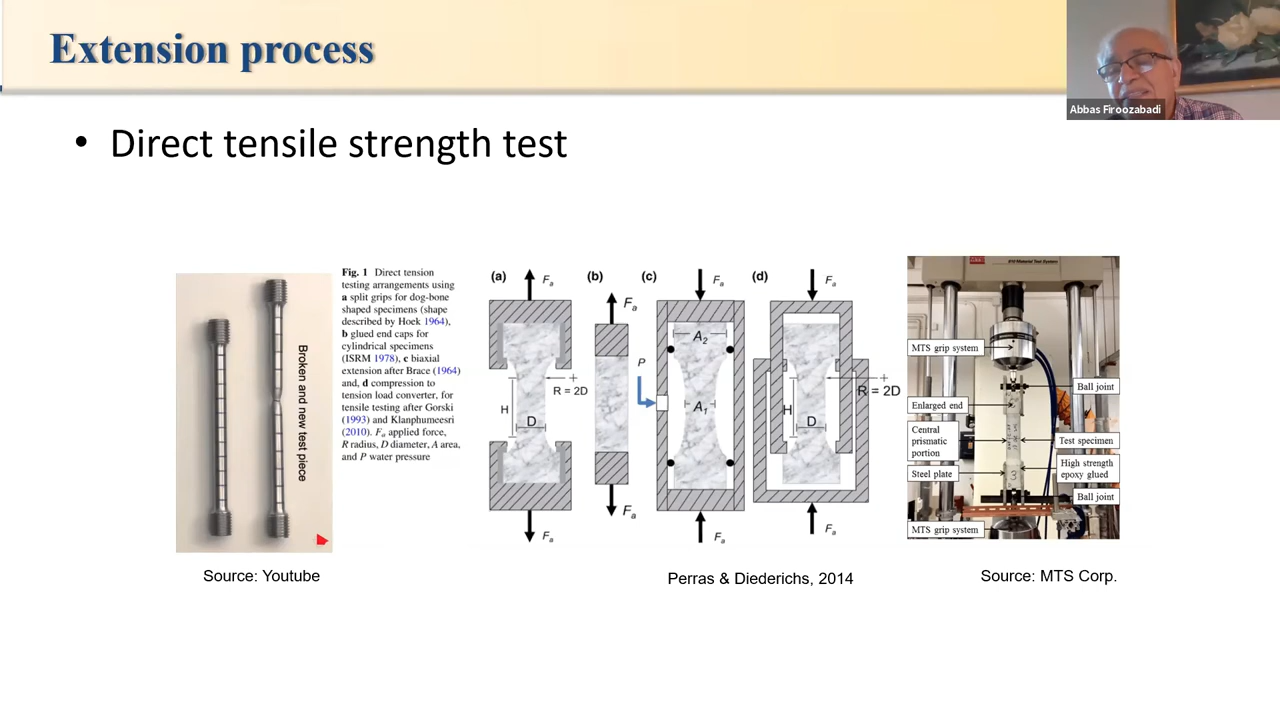 Extension process
Abbas Firoozabadi
• Direct tensile strength test
Broken and new test piece
Source: Youtube
Fig. 1 Direct tension
testing arrangements using
a split grips for dog-bone
shaped specimens (shape
described by Hoek 1964),
b glued end caps for
cylindrical specimens
(ISRM 1978), c biaxial
extension after Brace (1964)
and, d compression to
tension load converter, for
tensile testing after Gorski
(1993) and Klanphumeesri
(2010). Fa applied force,
R radius, D diameter, A area,
and P water pressure
(a)
Fa
R = 2D
H
D
Fa
(b)
Fa
Fa
(c)
Fa
A2
P
A1
Fa
(d)
Fa
R = 2D
H
D
Fa
Perras & Diederichs, 2014
MTS grip system
Ball joint
Enlarged end
Central
prismatic
portion
Test specimen
Steel plate
High strength
epoxy glued
Ball joint
MTS grip system
Source: MTS Corp.